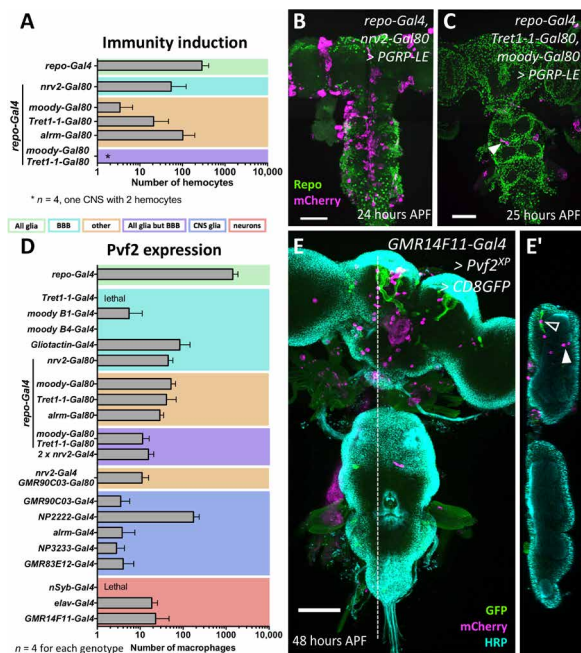 A
Immunity induction
repo-Gal4
nrv2-Gal80
moody-Gal80
Tret1-1-Gal80
alrm-Gal80
moody-Gal80
Tret1-1-Gal80
repo-Gal4
*
1 10 100 1,000 10,000
Number of hemocytes
* n = 4, one CNS with 2 hemocytes
All glia BBB other All glia but BBB CNS glia neurons
B
repo-Gal4,
nrv2-Gal80
> PGRP-LE
Repo
mCherry
24 hours APF
C
repo-Gal4,
Tret1-1-Gal80,
moody-Gal80
> PGRP-LE
25 hours APF
D
Pvf2 expression
repo-Gal4
Tret1-1-Gal4 lethal
moody B1-Gal4
moody B4-Gal4
Gliotactin-Gal4
nrv2-Gal80
moody-Gal80
Tret1-1-Gal80
alrm-Gal80
moody-Gal80
Tret1-1-Gal80
2 x nrv2-Gal4
repo-Gal4
nrv2-Gal4
GMR90C03-Gal80
GMR90C03-Gal4
NP2222-Gal4
alrm-Gal4
NP3233-Gal4
GMR83E12-Gal4
nSyb-Gal4 Lethal
elav-Gal4
GMR14F11-Gal4
1 10 100 1,000 10,000
n = 4 for each genotype
Number of macrophages
E
GMR14F11-Gal4
> Pvf2XP
> CD8GFP
GFP
mCherry
HRP
48 hours APF
E'